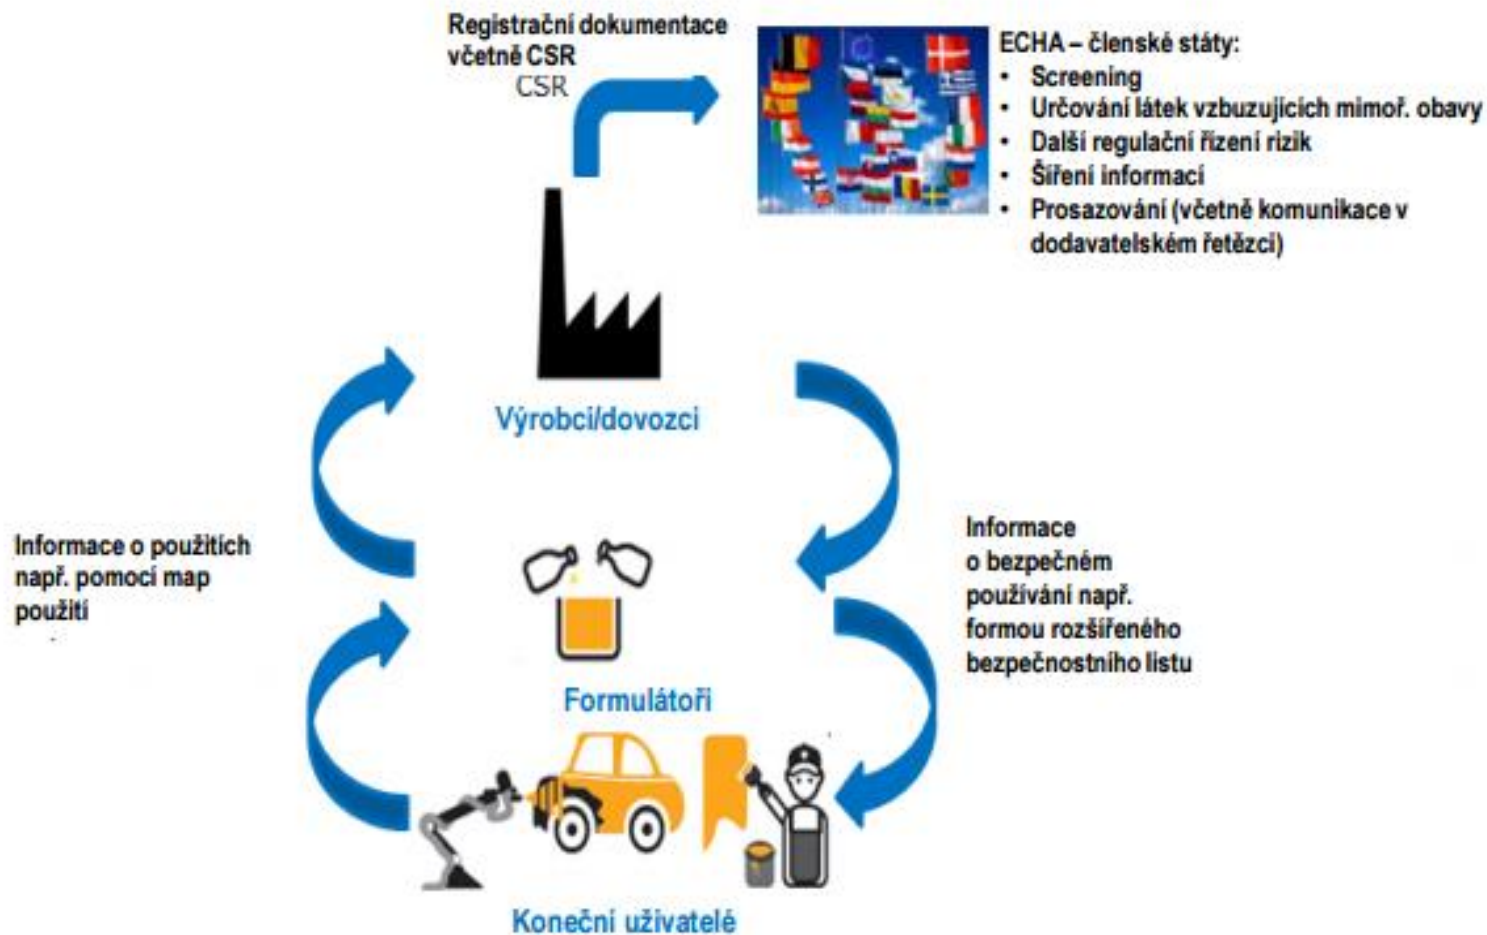 Registrační dokumentace
včetně CSR
CSR
ECHA – členské státy:
• Screening
• Určování látek vzbuzujících mimoř. obavy
• Další regulační řízení rizik
• Šíření informací
• Prosazování (včetně komunikace v
dodavatelském řetězci)
Výrobci/dovozci
Informace o použitích
např. pomocí map
použití
Informace
o bezpečném
používání např.
formou rozšířeného
bezpečnostního listu
Formulátoři
Koneční uživatelé